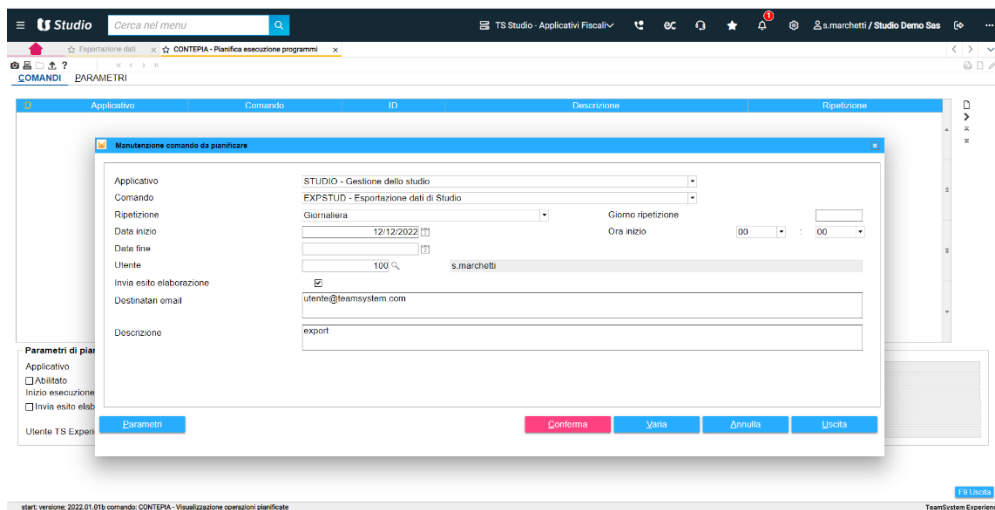 TS Studio
Cerca nel menu
TS Studio - Applicativi Fiscali
1
s.marchetti / Studio Demo Sas
Esportazione dati x
CONTEPIA - Pianifica esecuzione programmi x
COMANDI PARAMETRI
Applicativo Comando ID Descrizione Ripetizione
Manutenzione comando da pianificare
Applicativo STUDIO - Gestione dello studio
Comando EXPSTUD - Esportazione dati di Studio
Ripetizione Giornaliera Giorno ripetizione
Data inizio 12/12/2022 Ora inizio 00 : 00
Data fine
Utente 100 s.marchetti
Invia esito elaborazione
Destinatari email utente@teamsystem.com
Descrizione export
Parametri di pian
Applicativo
Abilitato
Inizio esecuzione
Invia esito elab
Utente TS Experi
Parametri Conferma Varia Annulla Uscita
F9 Uscita
start: versione: 2022.01.01b comando: CONTEPIA - Visualizzazione operazioni pianificate
TeamSystem Experienc